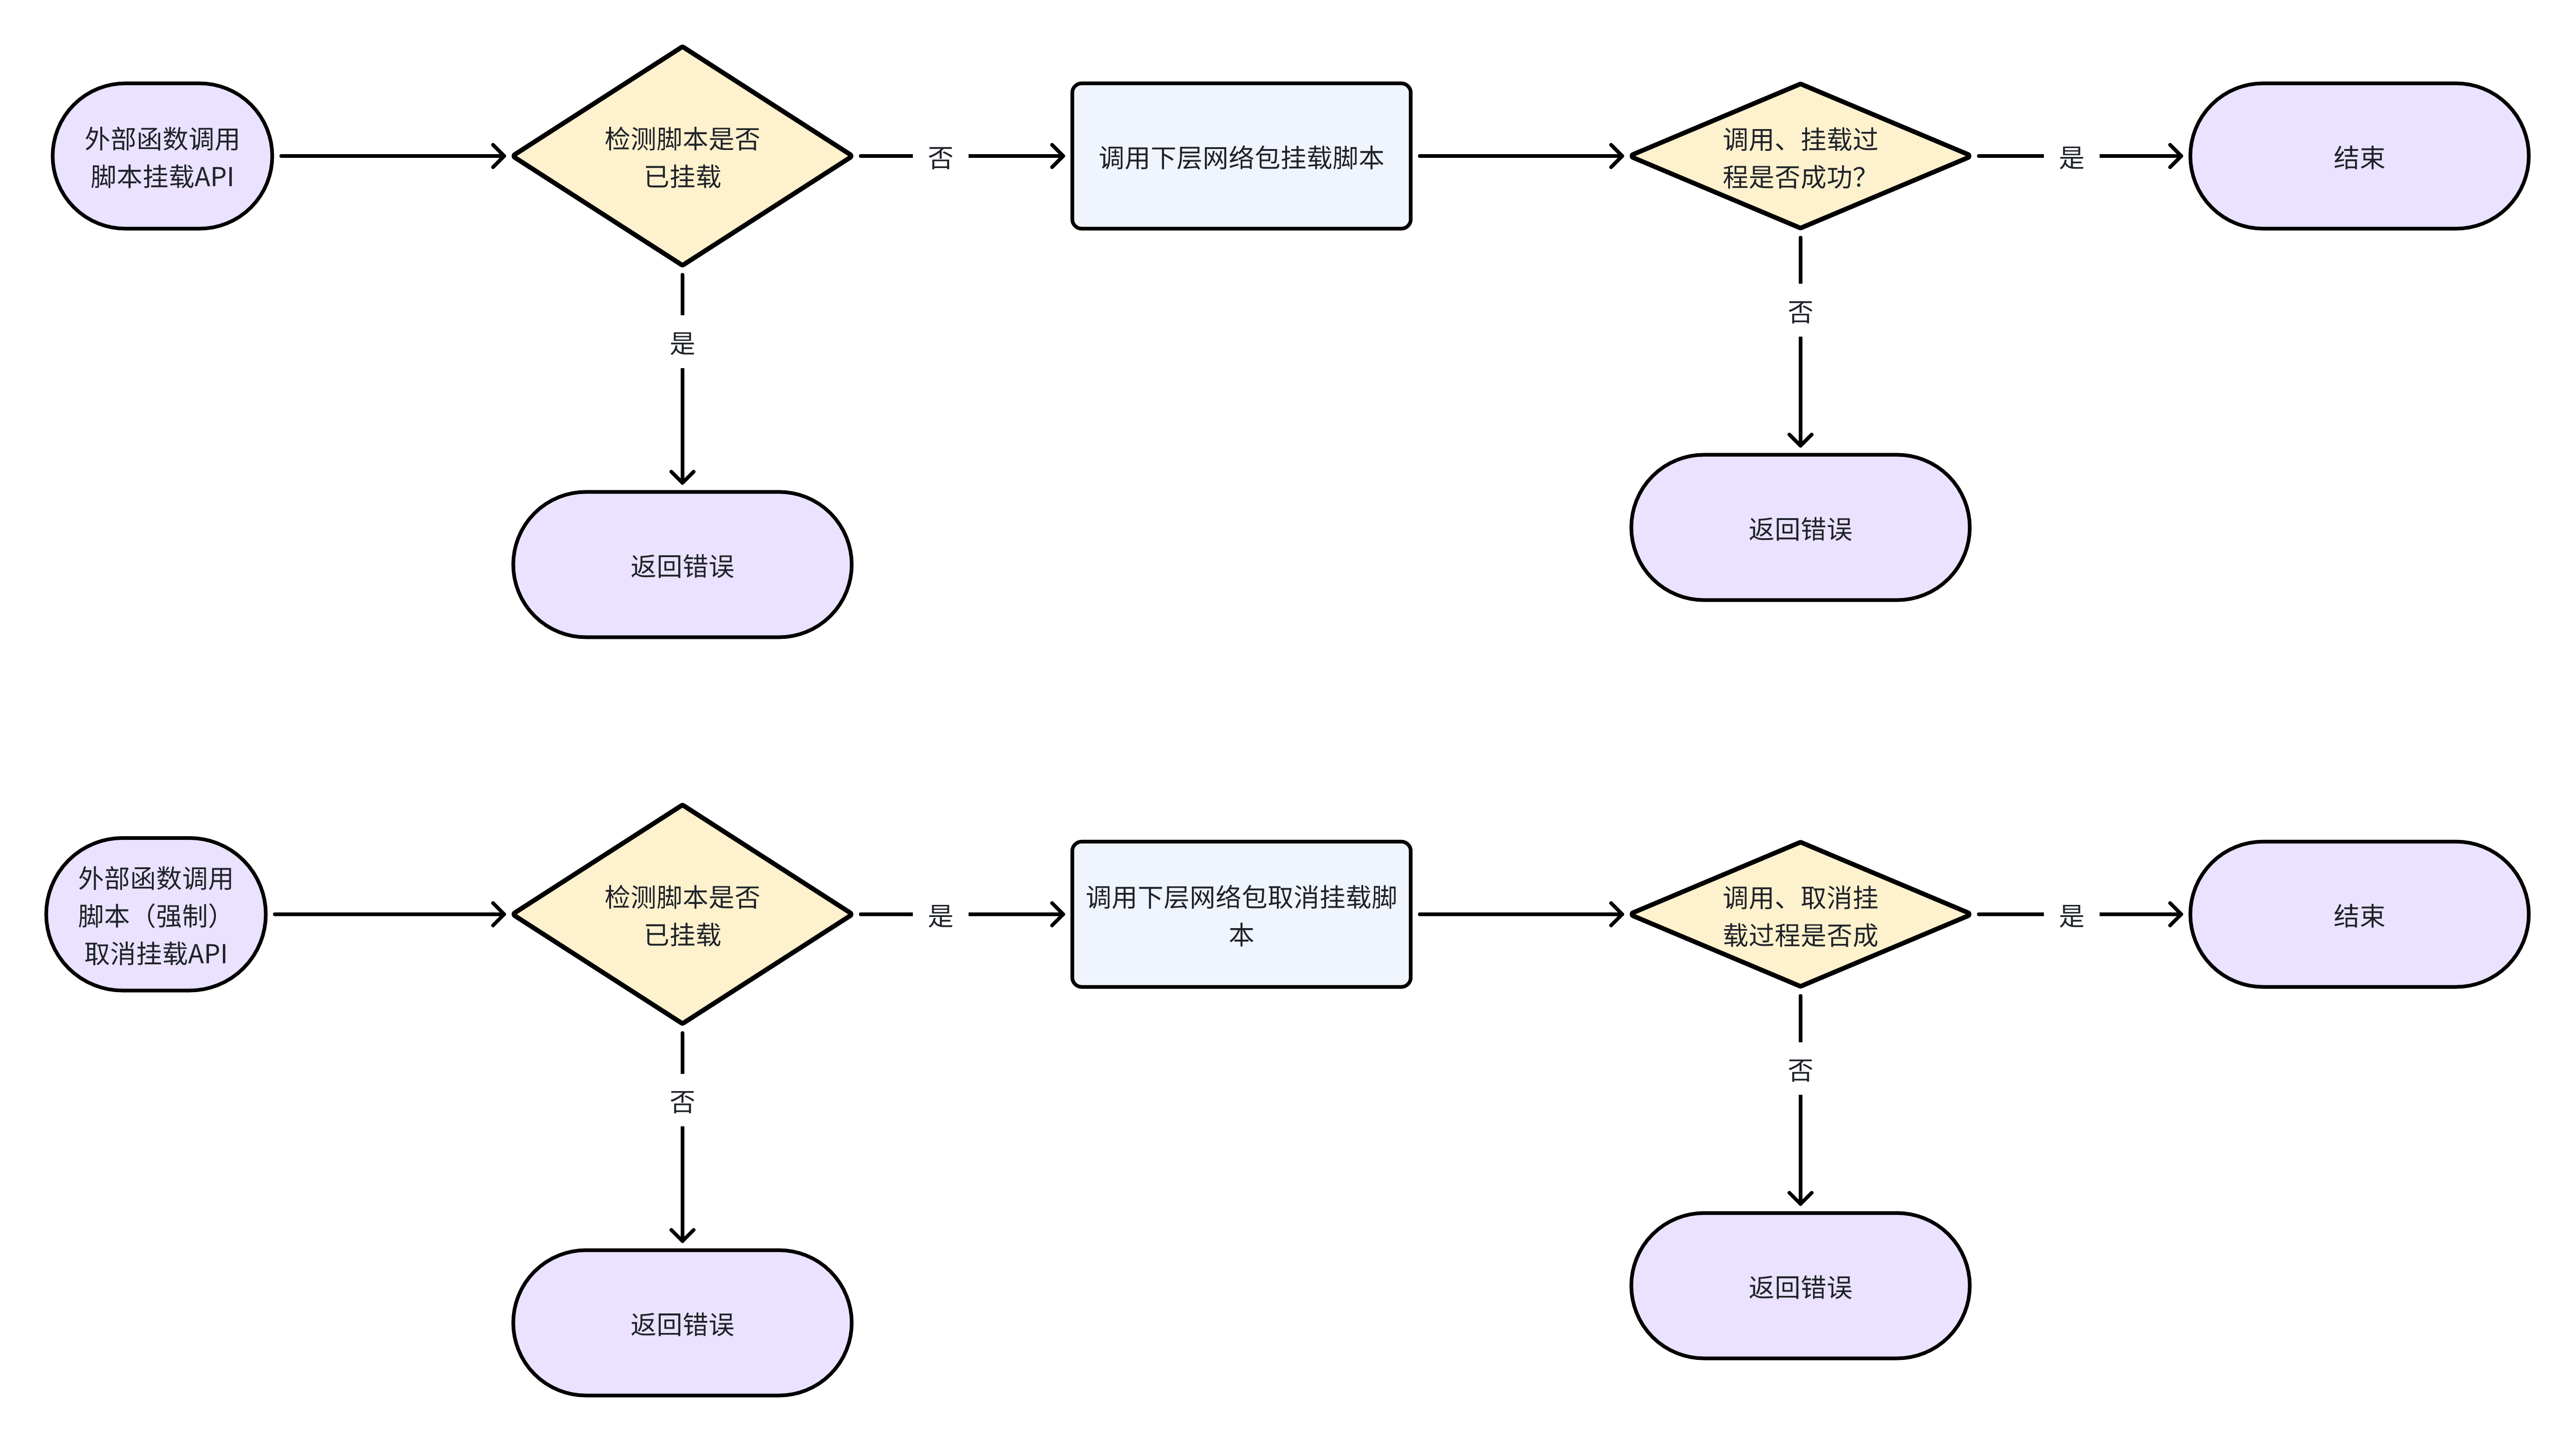 外部函数调用
脚本挂载API
检测脚本是否
已挂载
否
调用下层网络包挂载脚本
调用、挂载过
程是否成功?
是
结束
是
否
返回错误
返回错误
外部函数调用
脚本（强制）
取消挂载API
检测脚本是否
已挂载
是
调用下层网络包取消挂载脚
本
调用、取消挂
载过程是否成
是
结束
否
否
返回错误
返回错误